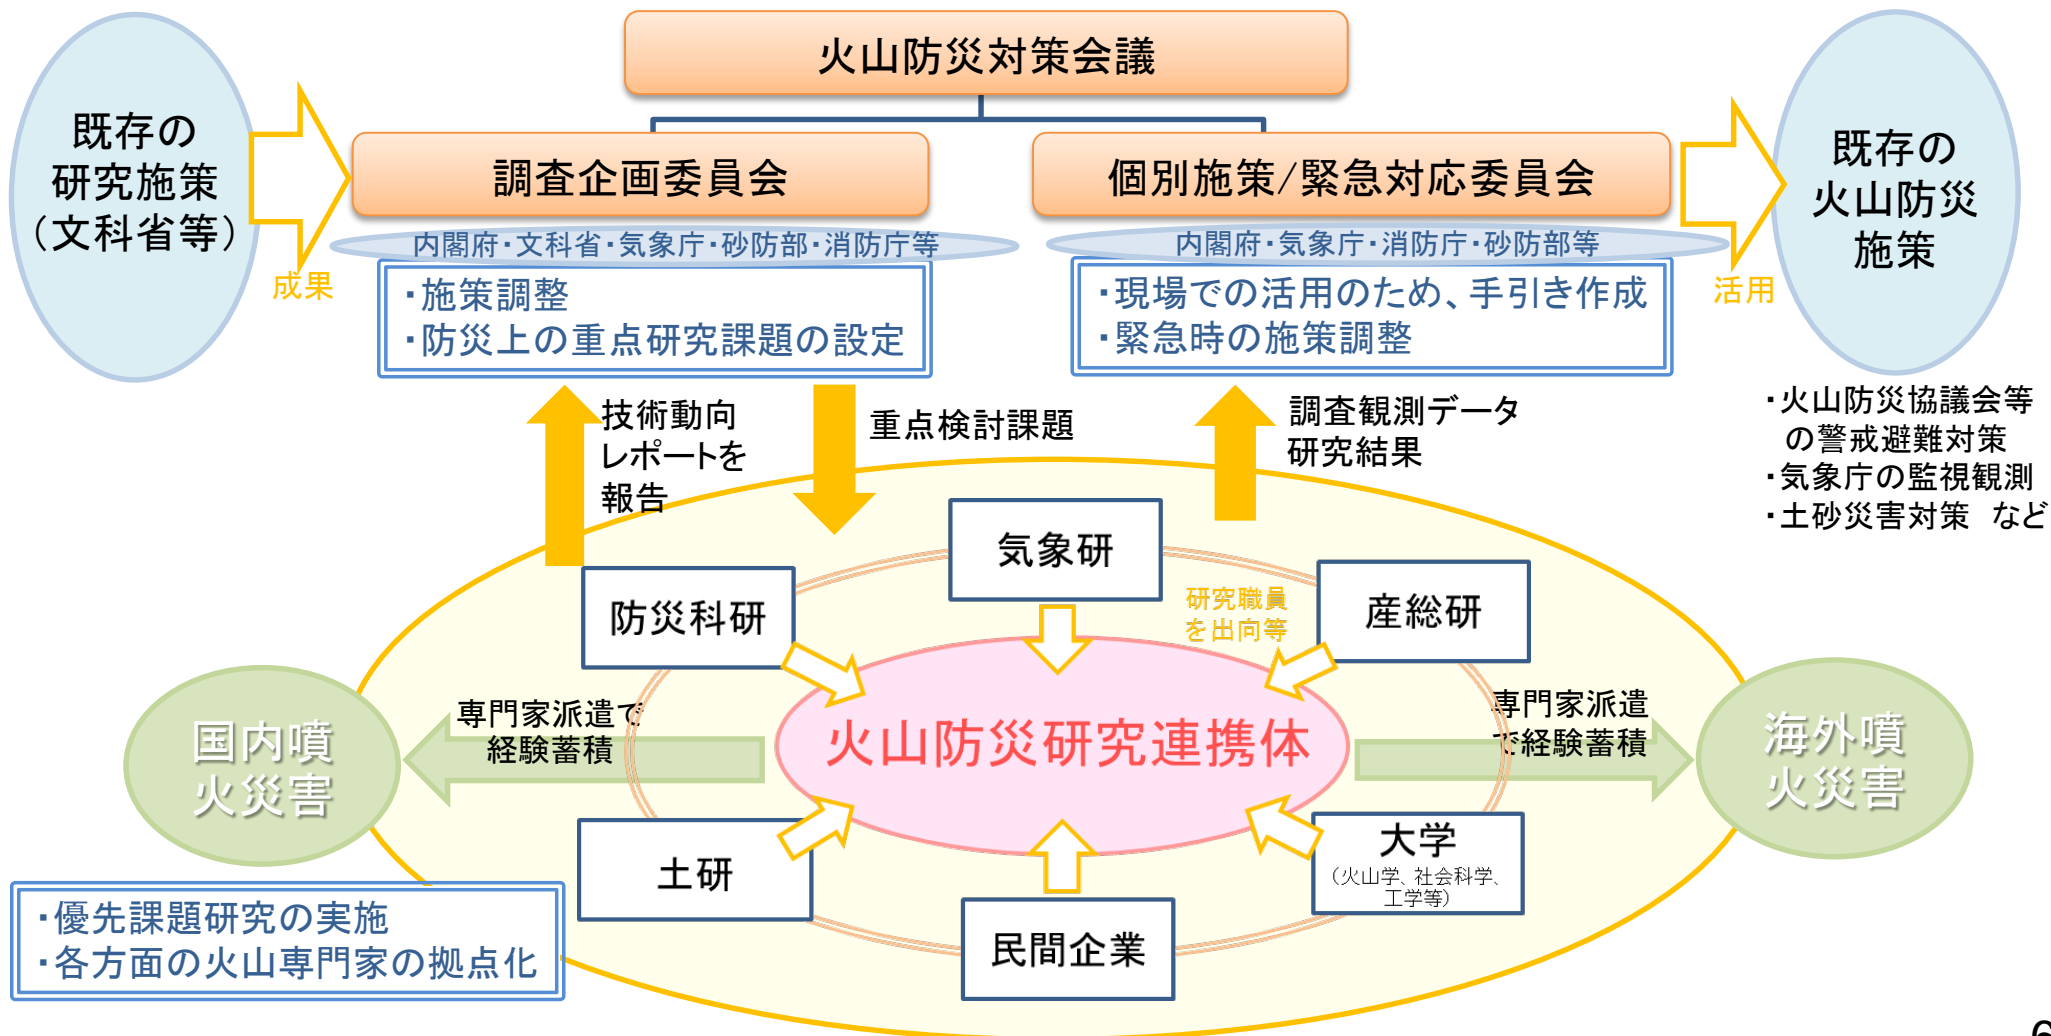 火山防災対策会議
既存の
研究施策
（文科省等）
成果
調査企画委員会
内閣府・文科省・気象庁・砂防部・消防庁等
・施策調整
・防災上の重点研究課題の設定
個別施策/緊急対応委員会
内閣府・気象庁・消防庁・砂防部等
・現場での活用のため、手引き作成
・緊急時の施策調整
活用
既存の
火山防災
施策
・火山防災協議会等
の警戒避難対策
・気象庁の監視観測
・土砂災害対策 など
技術動向
レポートを
報告
重点検討課題
調査観測データ
研究結果
気象研
防災科研
研究職員
を出向等
産総研
国内噴
火災害
専門家派遣で
経験蓄積
火山防災研究連携体
専門家派遣
で経験蓄積
海外噴
火災害
土研
民間企業
大学
（火山学、社会科学、
工学等）
・優先課題研究の実施
・各方面の火山専門家の拠点化
6